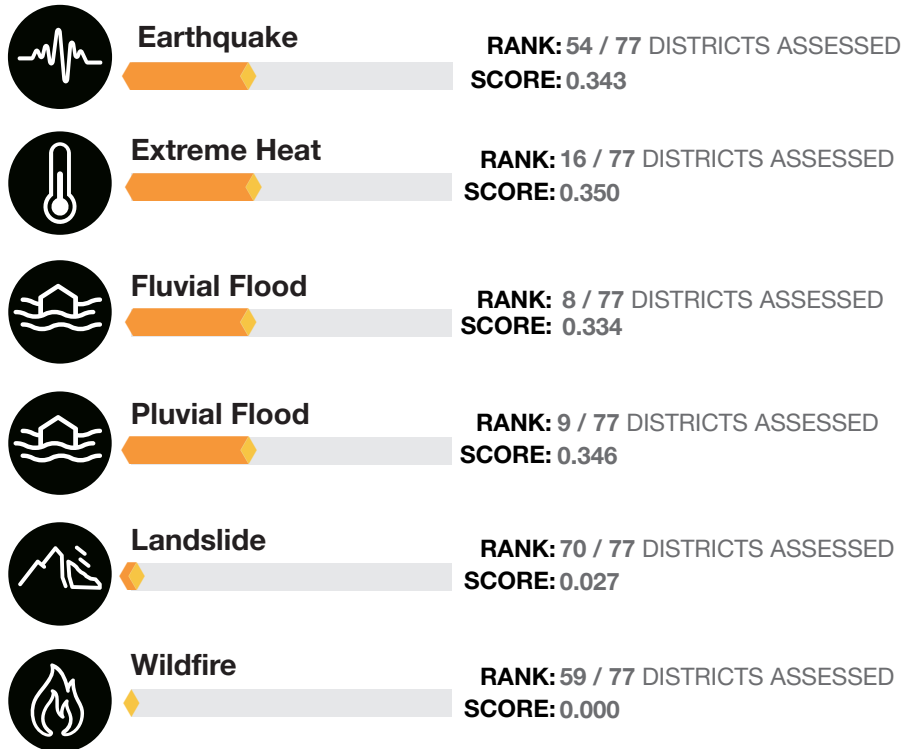 Earthquake
RANK: 54 / 77 DISTRICTS ASSESSED
SCORE: 0.343
Extreme Heat
RANK: 16 / 77 DISTRICTS ASSESSED
SCORE: 0.350
Fluvial Flood
RANK: 8 / 77 DISTRICTS ASSESSED
SCORE: 0.334
Pluvial Flood
RANK: 9 / 77 DISTRICTS ASSESSED
SCORE: 0.346
Landslide
RANK: 70 / 77 DISTRICTS ASSESSED
SCORE: 0.027
Wildfire
RANK: 59 / 77 DISTRICTS ASSESSED
SCORE: 0.000